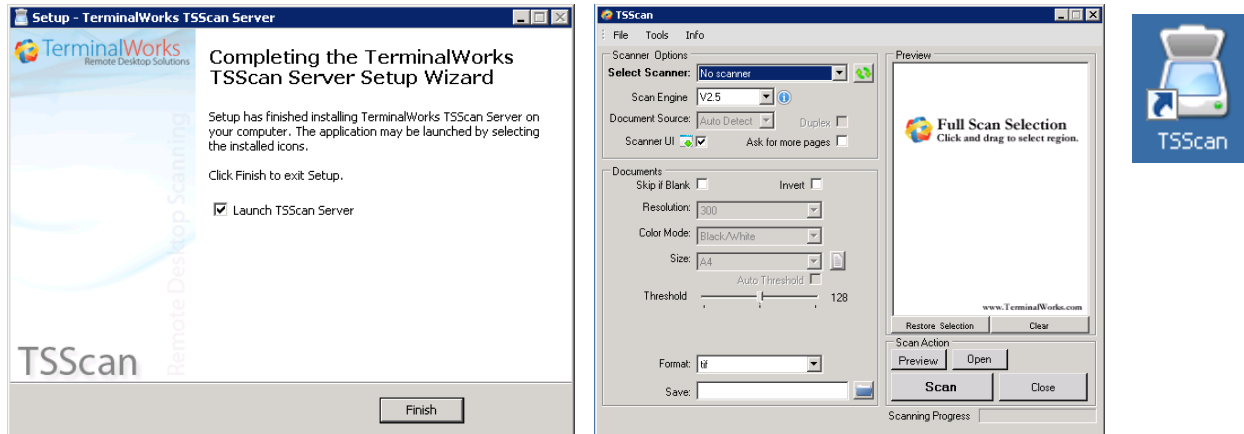 Setup - TerminalWorks TSScan Server
TerminalWorks
Remote Desktop Solutions
Completing the TerminalWorks
TSScan Server Setup Wizard
Setup has finished installing TerminalWorks TSScan Server on
your computer. The application may be launched by selecting
the installed icons.
Click Finish to exit Setup.
Launch TSScan Server
Remote Desktop Scanning
TSScan
Finish
TSScan
File Tools Info
Scanner Options
Select Scanner: No scanner
Scan Engine V2.5
Document Source: Auto Detect Duplex
Scanner UI Ask for more pages
Documents
Skip if Blank Invert
Resolution: 300
Color Mode: Black/White
Size: A4
Auto Threshold
Threshold 128
Format: tif
Save:
Preview
Full Scan Selection
Click and drag to select region.
www.TerminalWorks.com
Restore Selection Clear
Scan Action
Preview Open
Scan Close
Scanning Progress
TSScan